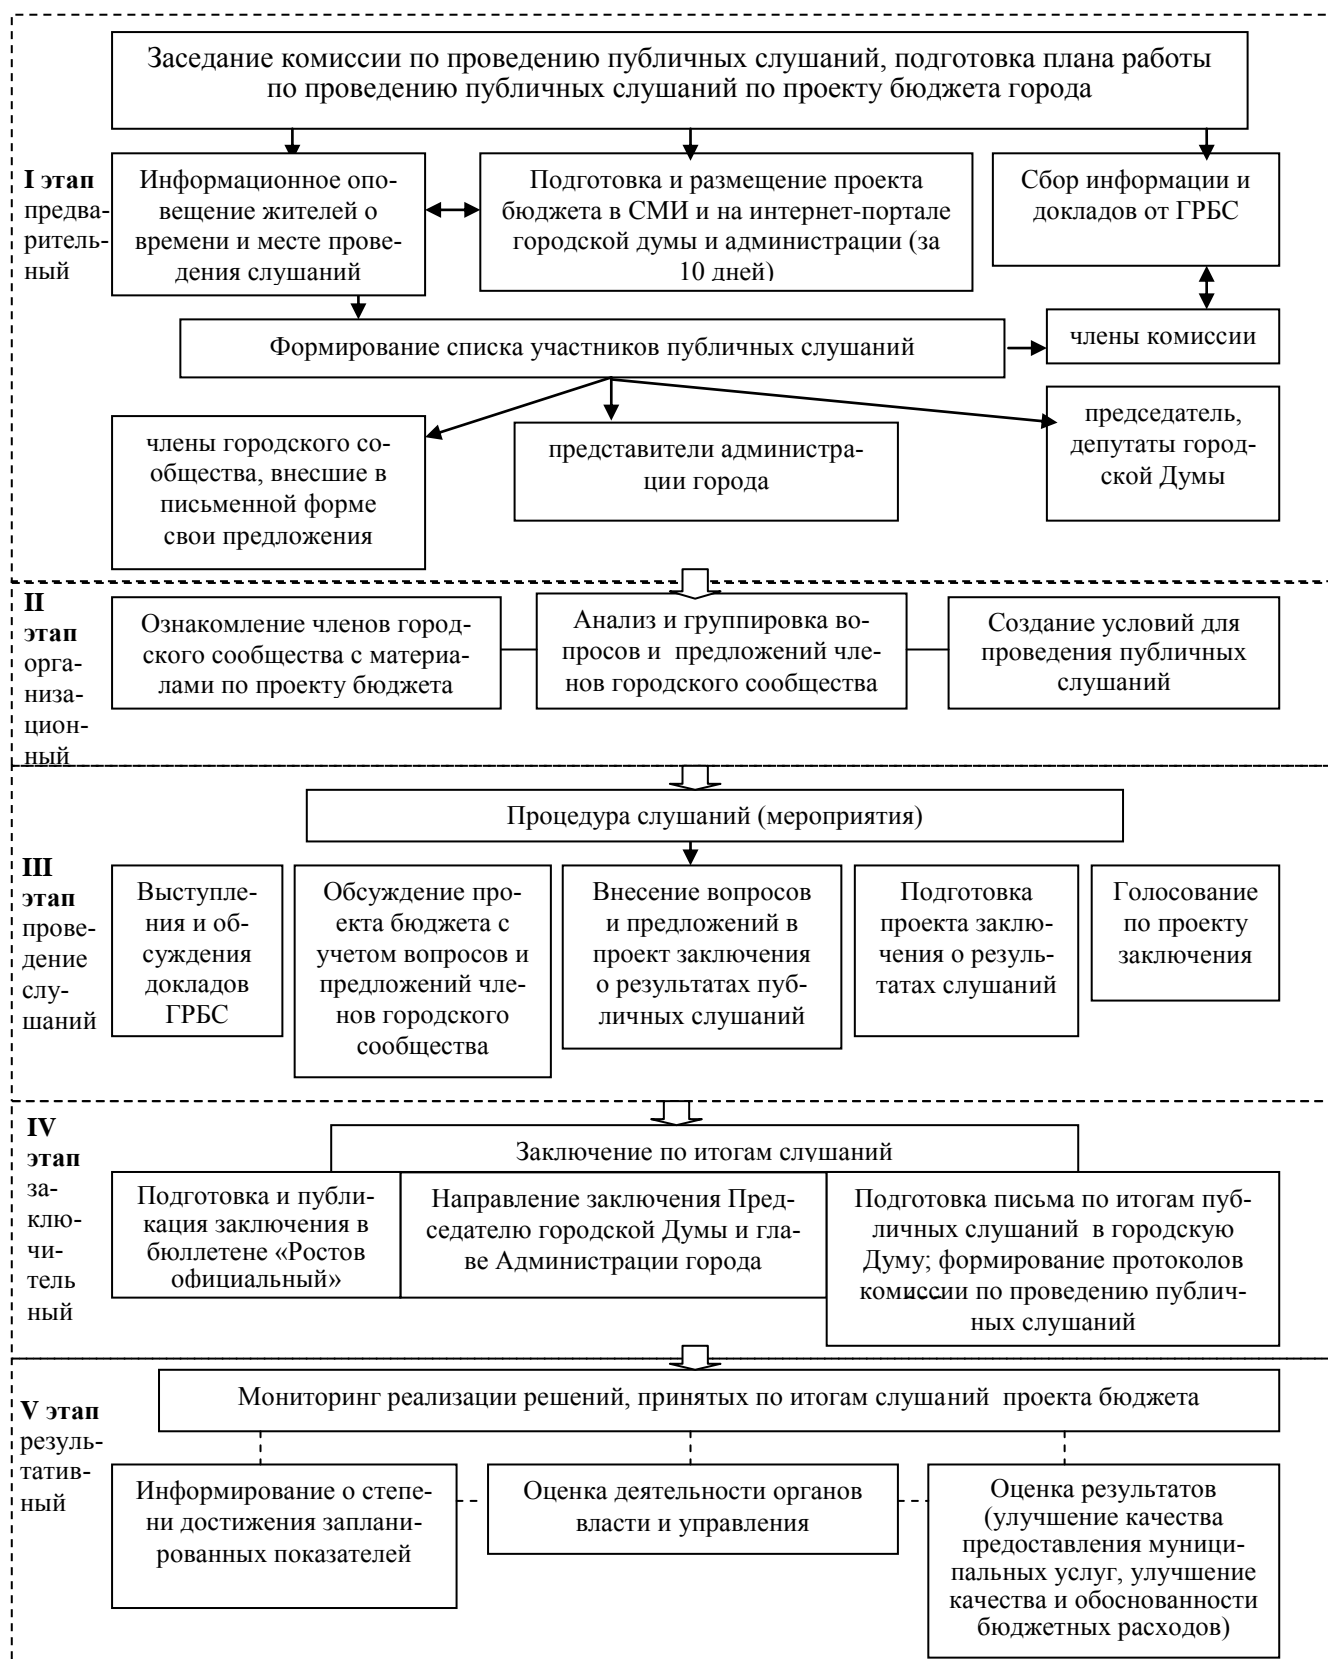 Заседание комиссии по проведению публичных слушаний, подготовка плана работы
по проведению публичных слушаний по проекту бюджета города
I этап
предва-
ритель-
ный
Информационное опо-
вещение жителей о
времени и месте прове-
дения слушаний
Подготовка и размещение проекта
бюджета в СМИ и на интернет-портале
городской думы и администрации (за
10 дней)
Сбор информации и
докладов от ГРБС
Формирование списка участников публичных слушаний
члены комиссии
члены городского со-
общества, внесшие в
письменной форме
свои предложения
представители администра-
ции города
председатель,
депутаты город-
ской Думы
II
этап
орга-
низа-
цион-
ный
Ознакомление членов город-
ского сообщества с материа-
лами по проекту бюджета
Анализ и группировка во-
просов и предложений чле-
нов городского сообщества
Создание условий для
проведения публичных
слушаний
Процедура слушаний (мероприятия)
III
этап
прове-
дение
слу-
шаний
Выступле-
ния и об-
суждения
докладов
ГРБС
Обсуждение про-
екта бюджета с
учетом вопросов и
предложений чле-
нов городского
сообщества
Внесение вопросов
и предложений в
проект заключения
о результатах пуб-
личных слушаний
Подготовка
проекта заклю-
чения о резуль-
татах слушаний
Голосование
по проекту
заключения
IV
этап
за-
клю-
чи-
тель
ный
Заключение по итогам слушаний
Подготовка и публи-
кация заключения в
бюллетене «Ростов
официальный»
Направление заключения Пред-
седателю городской Думы и гла-
ве Администрации города
Подготовка письма по итогам пуб-
личных слушаний в городскую
Думу; формирование протоколов
комиссии по проведению публич-
ных слушаний
V этап
резуль-
татив-
ный
Мониторинг реализации решений, принятых по итогам слушаний проекта бюджета
Информирование о степе-
ни достижения заплани-
рованных показателей
Оценка деятельности органов
власти и управления
Оценка результатов
(улучшение качества
предоставления муници-
пальных услуг, улучшение
качества и обоснованности
бюджетных расходов)